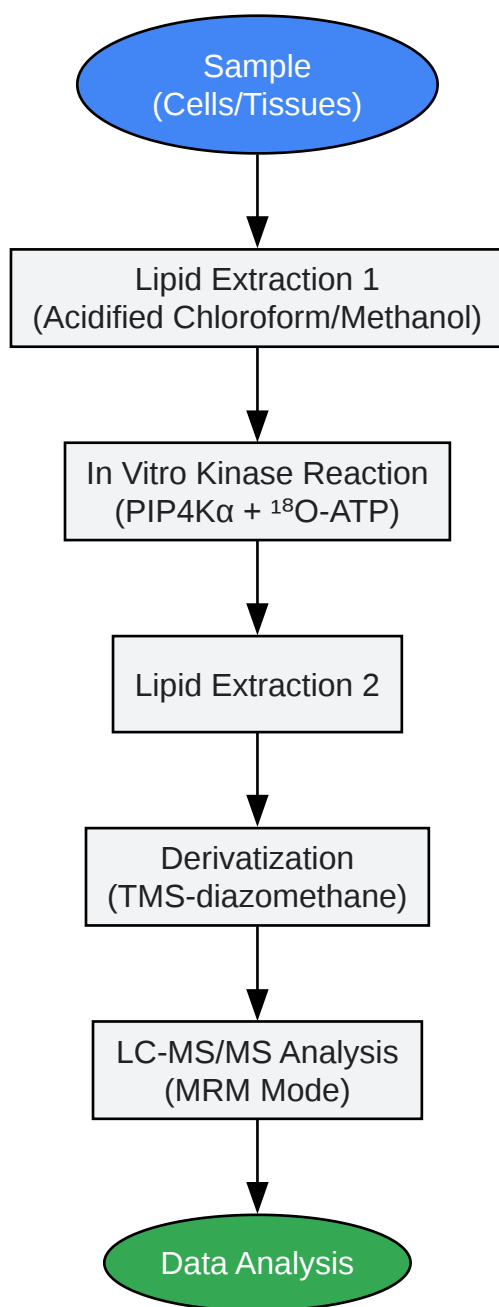 Sample
(Cells/Tissues)
Lipid Extraction 1
(Acidified Chloroform/Methanol)
In Vitro Kinase Reaction
(PIP4Kα + ¹⁸O-ATP)
Lipid Extraction 2
Derivatization
(TMS-diazomethane)
LC-MS/MS Analysis
(MRM Mode)
Data Analysis